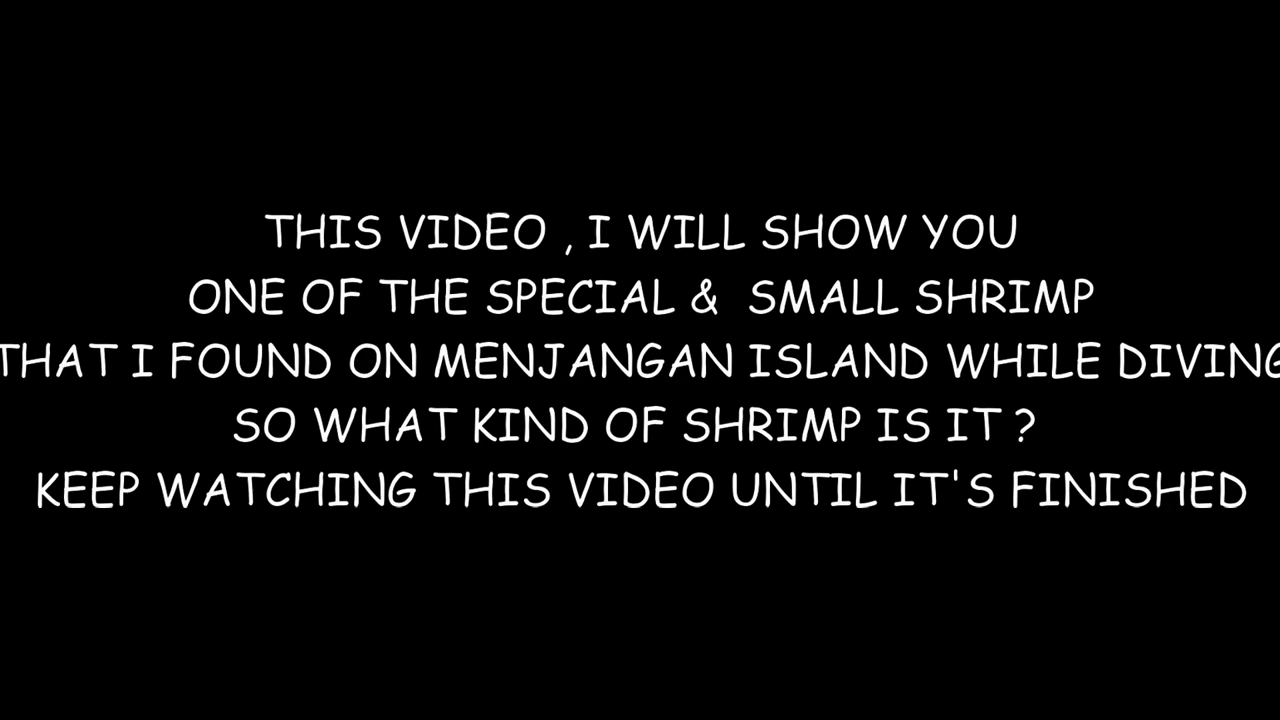 THIS VIDEO , I WILL SHOW YOU
ONE OF THE SPECIAL &  SMALL SHRIMP
THAT I FOUND ON MENJANGAN ISLAND WHILE DIVING
SO WHAT KIND OF SHRIMP IS IT ?
KEEP WATCHING THIS VIDEO UNTIL IT'S FINISHED